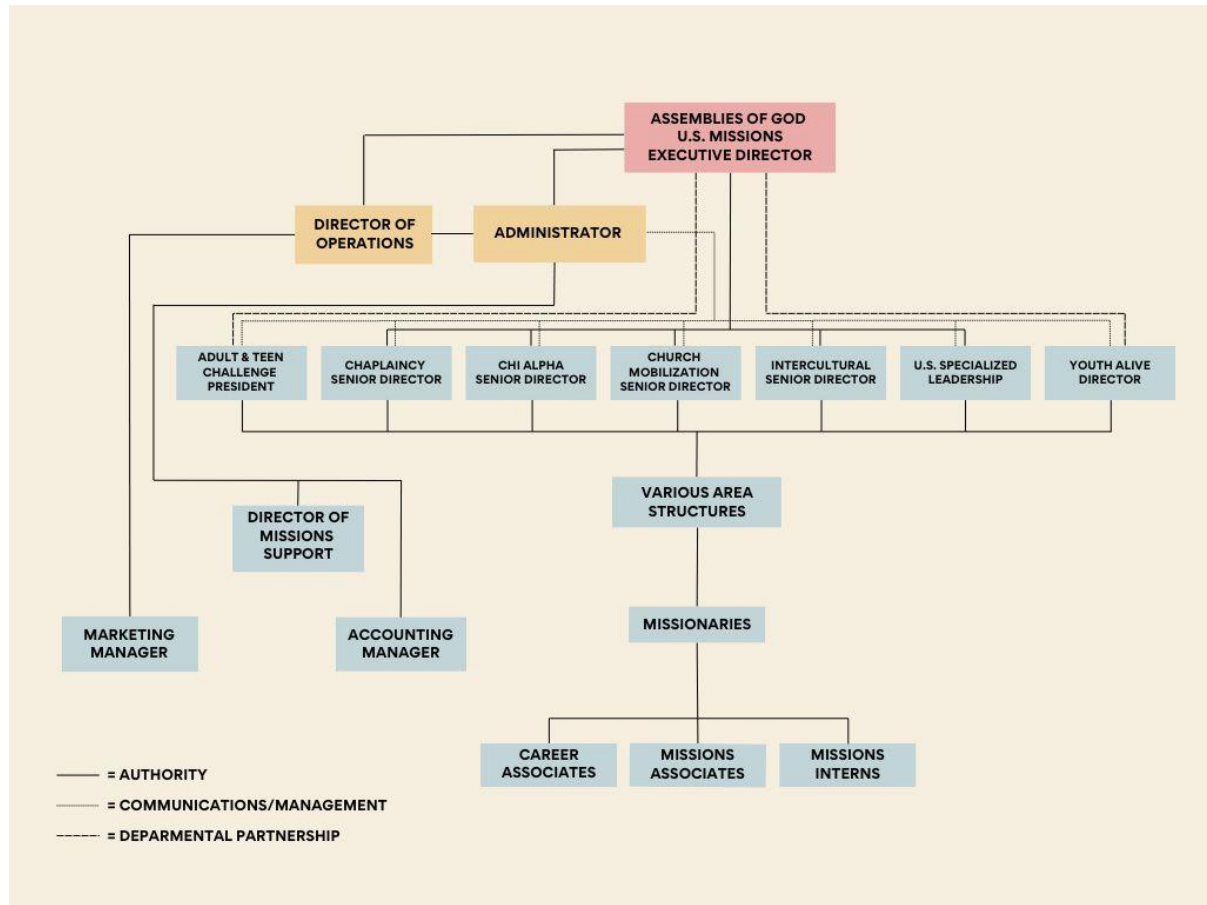 ASSEMBLIES OF GOD
U.S. MISSIONS
EXECUTIVE DIRECTOR
DIRECTOR OF
OPERATIONS
ADMINISTRATOR
ADULT & TEEN
CHALLENGE
PRESIDENT
CHAPLAINCY
SENIOR DIRECTOR
CHI ALPHA
SENIOR DIRECTOR
CHURCH
MOBILIZATION
SENIOR DIRECTOR
INTERCULTURAL
SENIOR DIRECTOR
U.S. SPECIALIZED
LEADERSHIP
YOUTH ALIVE
DIRECTOR
VARIOUS AREA
STRUCTURES
DIRECTOR OF
MISSIONS
SUPPORT
MARKETING
MANAGER
ACCOUNTING
MANAGER
MISSIONARIES
CAREER
ASSOCIATES
MISSIONS
ASSOCIATES
MISSIONS
INTERNS
= AUTHORITY
= COMMUNICATIONS/MANAGEMENT
= DEPARMENTAL PARTNERSHIP